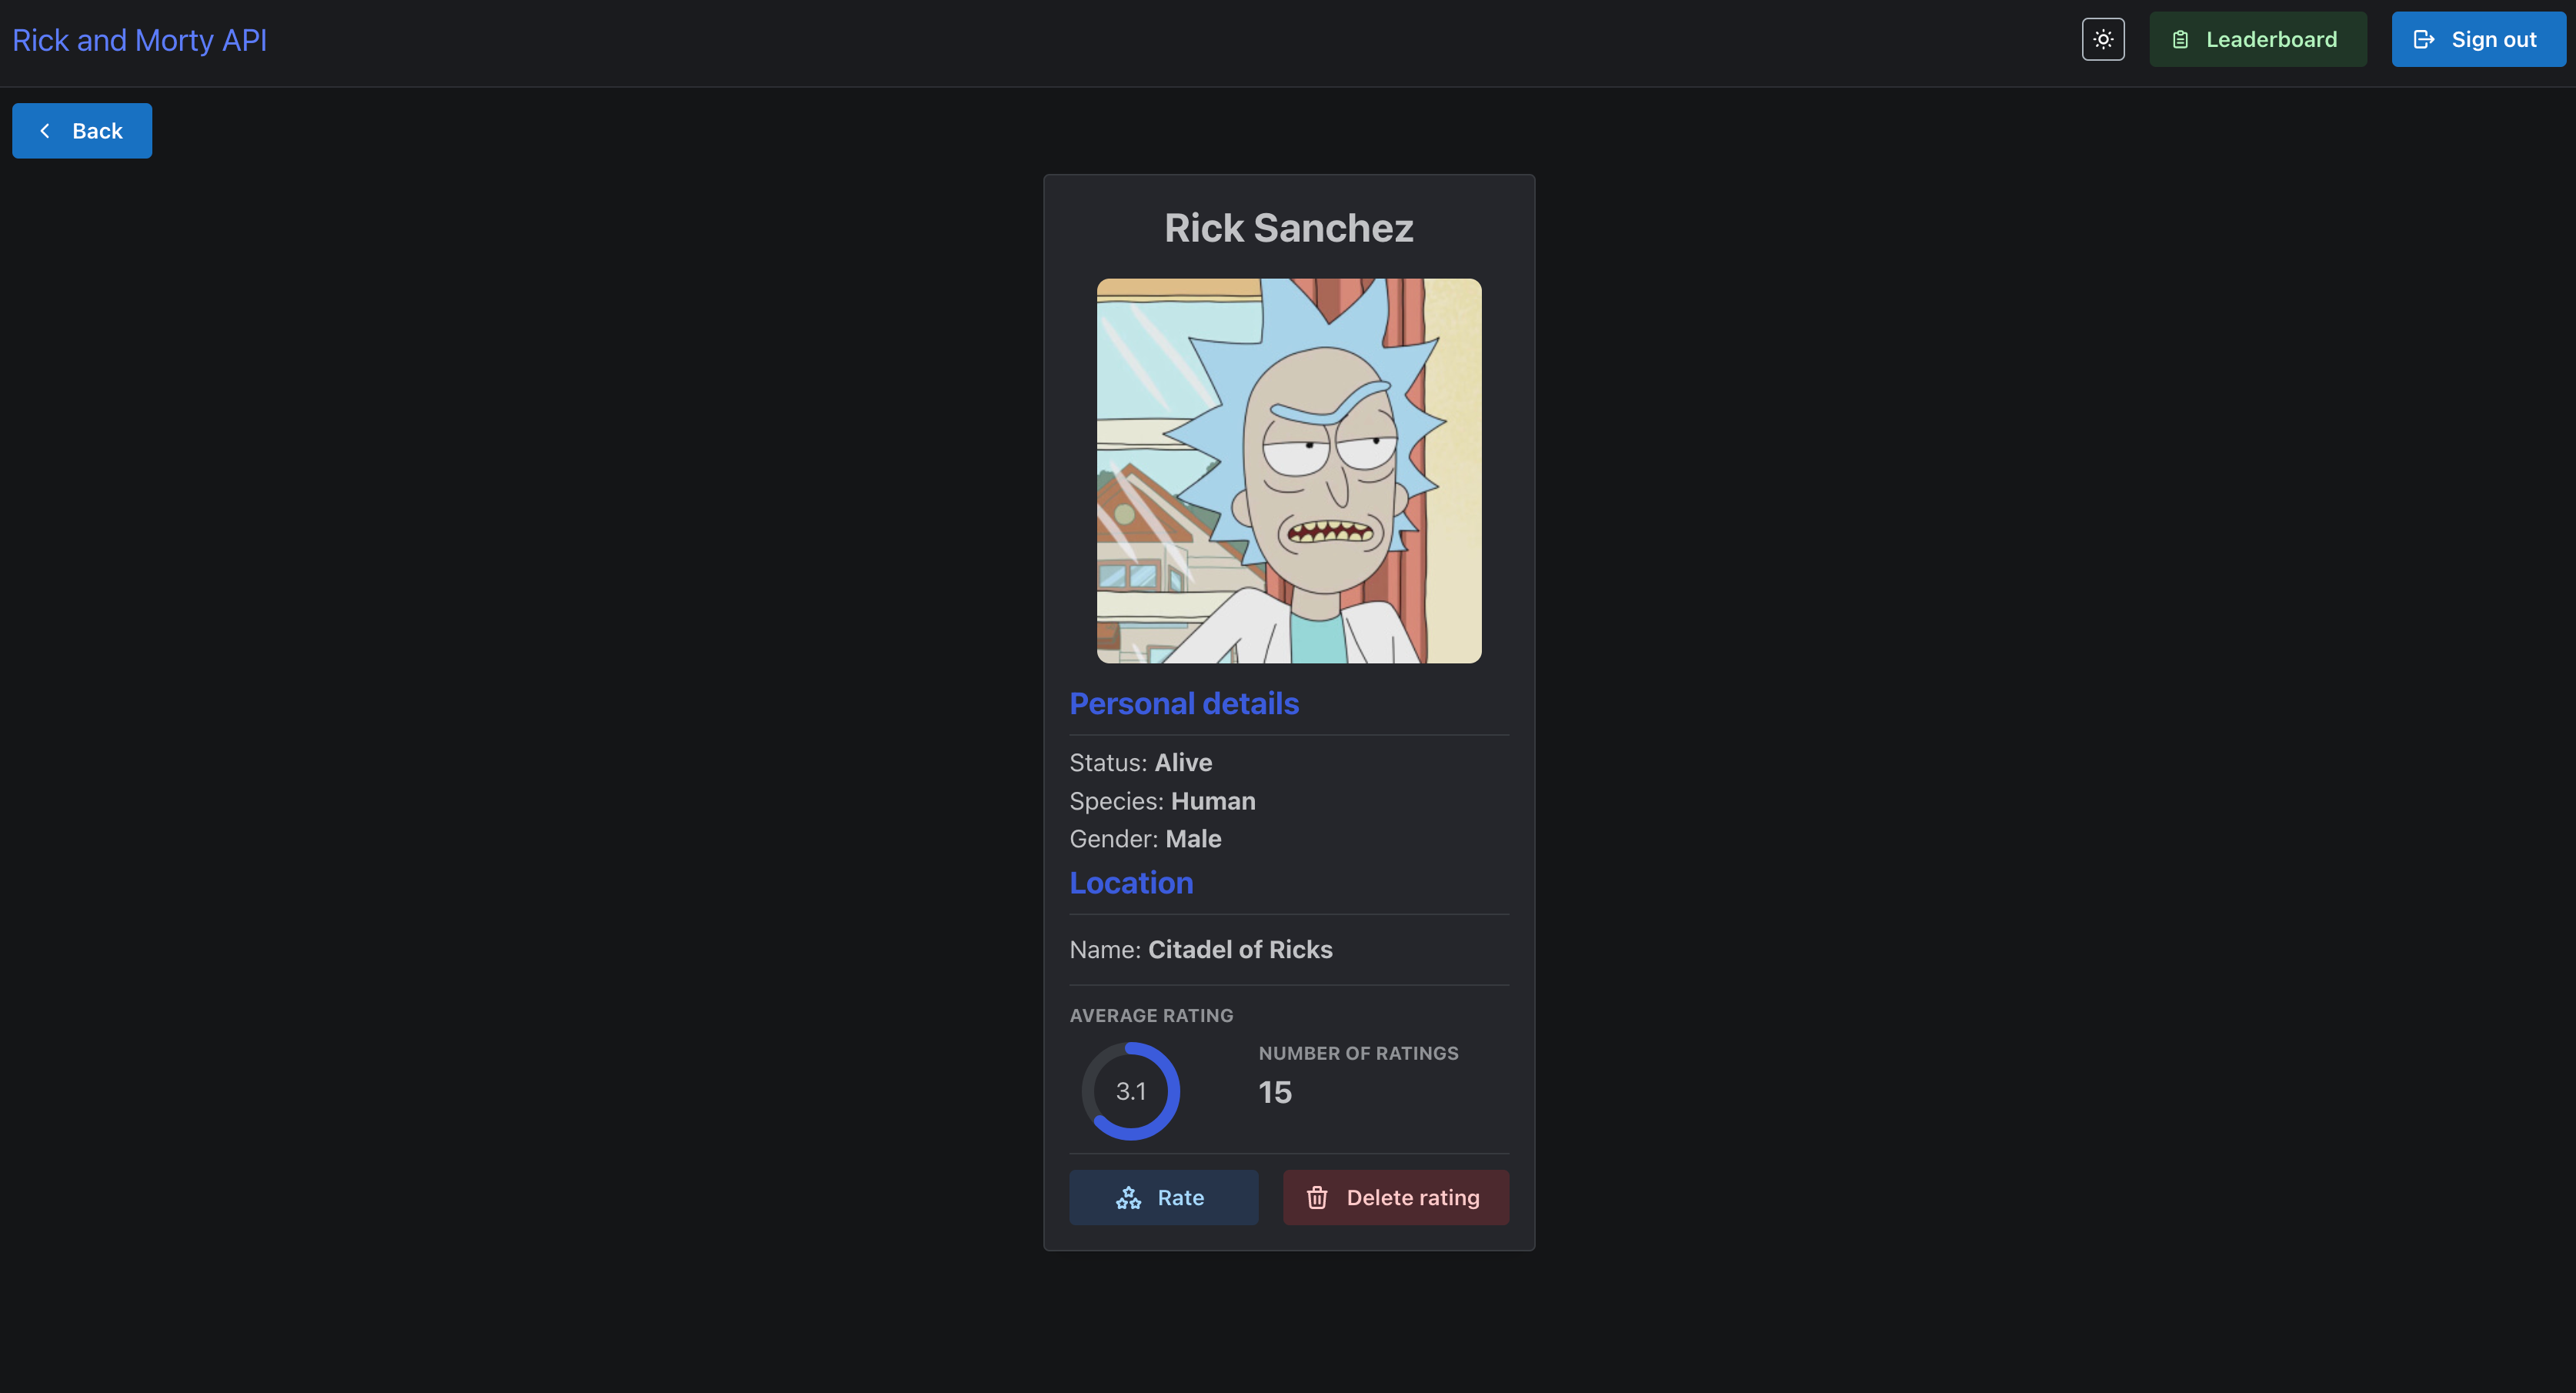 Rick and Morty API
Leaderboard
Sign out
Back
Rick Sanchez
Personal details
Status: Alive
Species: Human
Gender: Male
Location
Name: Citadel of Ricks
AVERAGE RATING
3.1
NUMBER OF RATINGS
15
Rate
Delete rating